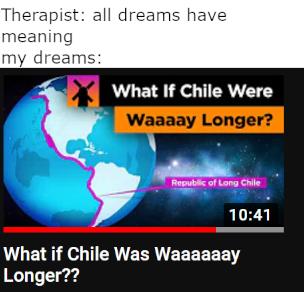 Therapist: all dreams have
meaning
my dreams:
What If Chile Were
Waaaay Longer?
Republic of Long Chile
10:41
What if Chile Was Waaaaaay
Longer??